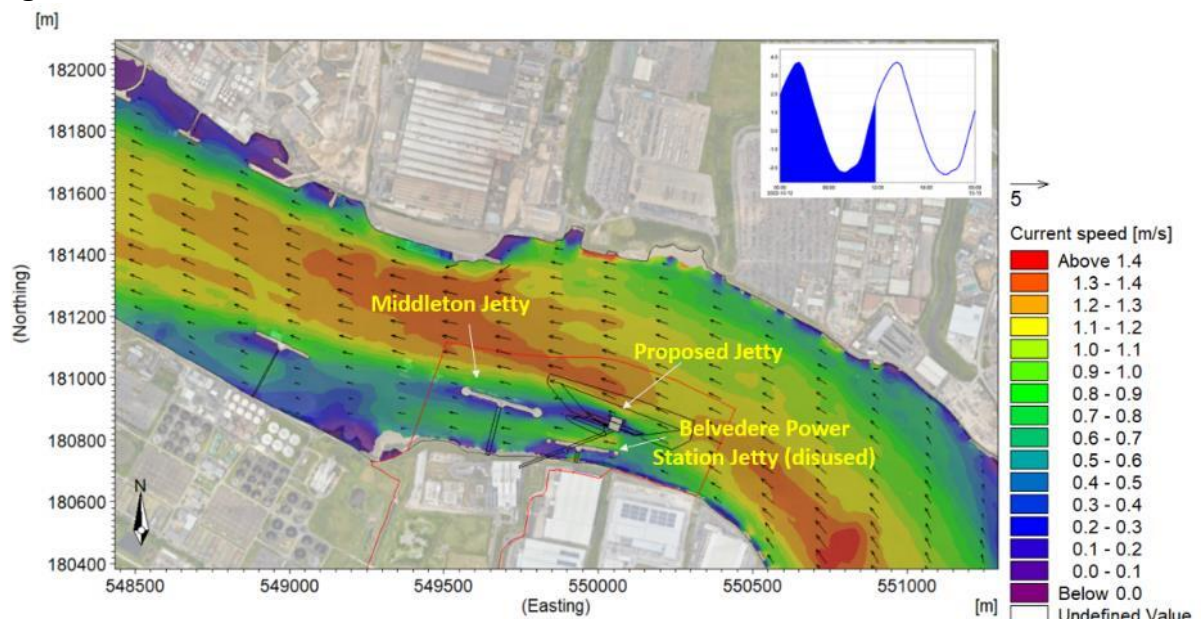 [m]
182000
181800
181600
181400
181200
181000
180800
180600
180400
(Northing)
548500
549000
549500
550000
550500
551000
(Easting)
[m]
Middleton Jetty
Proposed Jetty
Belvedere Power
Station Jetty (disused)
N
5
Current speed [m/s]
Above 1.4
1.3 - 1.4
1.2 - 1.3
1.1 - 1.2
1.0 - 1.1
0.9 - 1.0
0.8 - 0.9
0.7 - 0.8
0.6 - 0.7
0.5 - 0.6
0.4 - 0.5
0.3 - 0.4
0.2 - 0.3
0.1 - 0.2
0.0 - 0.1
Below 0.0
Undefined Value